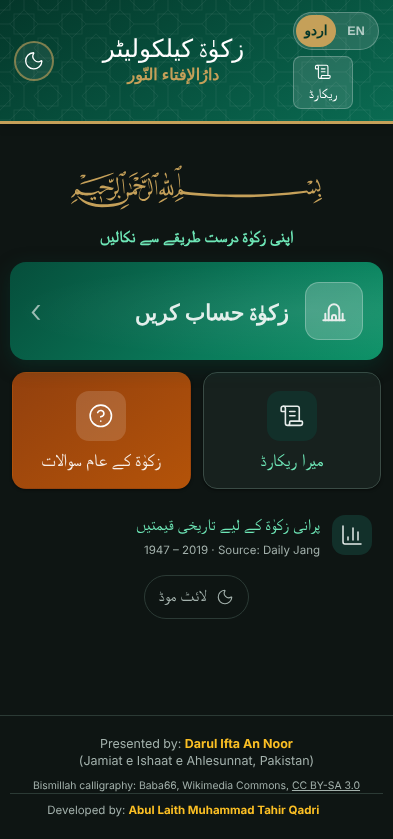 اردو EN
زکوٰۃ کیلکولیٹر
دارُالإفتاء النّور
ریکارڈ
بِسْمِ اللّٰهِ الرَّحْمٰنِ الرَّحِيْمِ
اپنی زکوٰۃ درست طریقے سے نکالیں
زکوٰۃ حساب کریں
میرا ریکارڈ
زکوٰۃ کے عام سوالات
پرانی زکوٰۃ کے لیے تاریخی قیمتیں
1947 – 2019 · Source: Daily Jang
لائٹ موڈ
Presented by: Darul Ifta An Noor
(Jamiat e Ishaat e Ahlesunnat, Pakistan)
Bismillah calligraphy: Baba66, Wikimedia Commons, CC BY-SA 3.0
Developed by: Abul Laith Muhammad Tahir Qadri